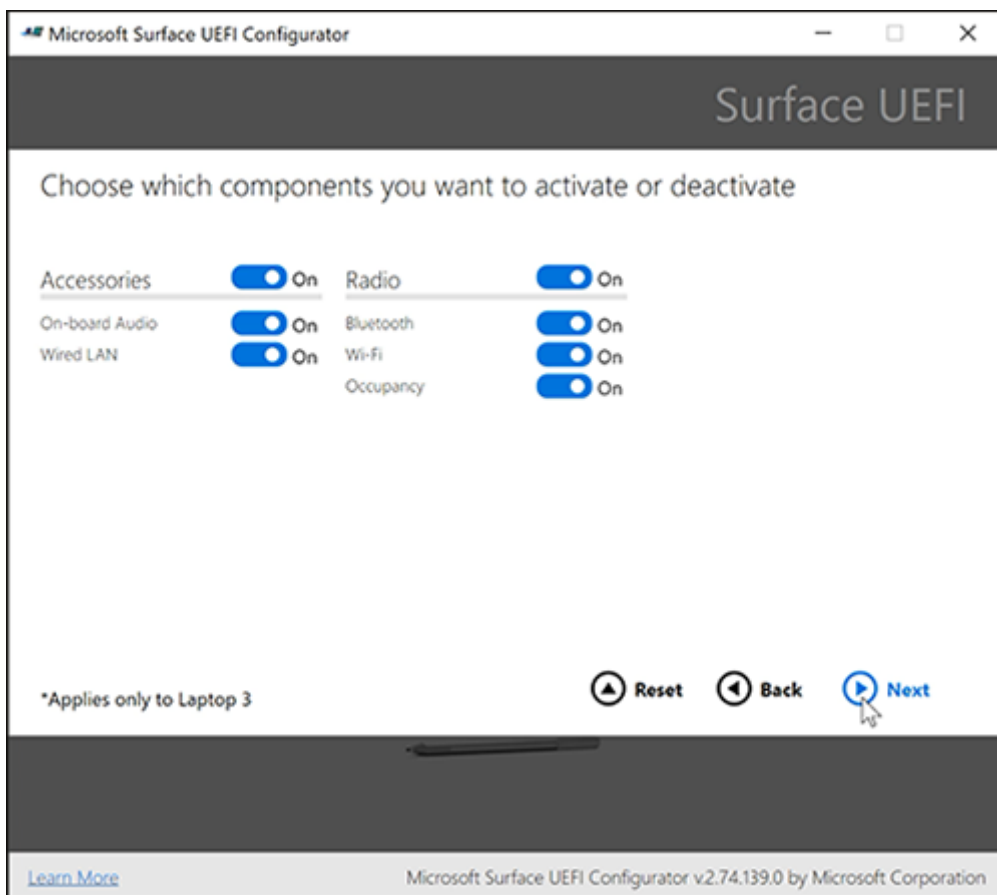 Microsoft Surface UEFI Configurator
Surface UEFI
Choose which components you want to activate or deactivate
Accessories On
On-board Audio On
Wired LAN On
Radio On
Bluetooth On
Wi-Fi On
Occupancy On
*Applies only to Laptop 3
Reset Back Next
Learn More
Microsoft Surface UEFI Configurator v.2.74.139.0 by Microsoft Corporation